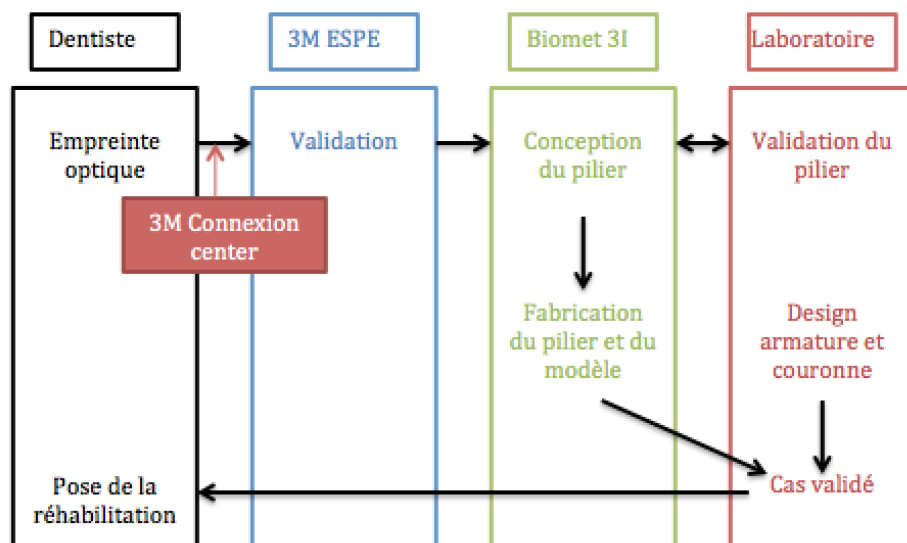 Dentiste
3M ESPE
Biomet 3I
Laboratoire
Empreinte
optique
Validation
Conception
du pilier
Validation du
pilier
3M Connexion
center
Fabrication
du pilier et du
modèle
Design
armature et
couronne
Pose de la
réhabilitation
Cas validé